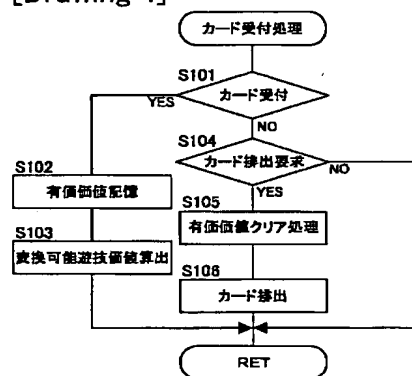 [Drawing 4]
カード受付処理
S101
カード受付
YES
NO
S104
カード排出要求
NO
YES
S102
有価価値記憶
S105
有価価値クリア処理
S103
変換可能遊技価値算出
S106
カード排出
RET